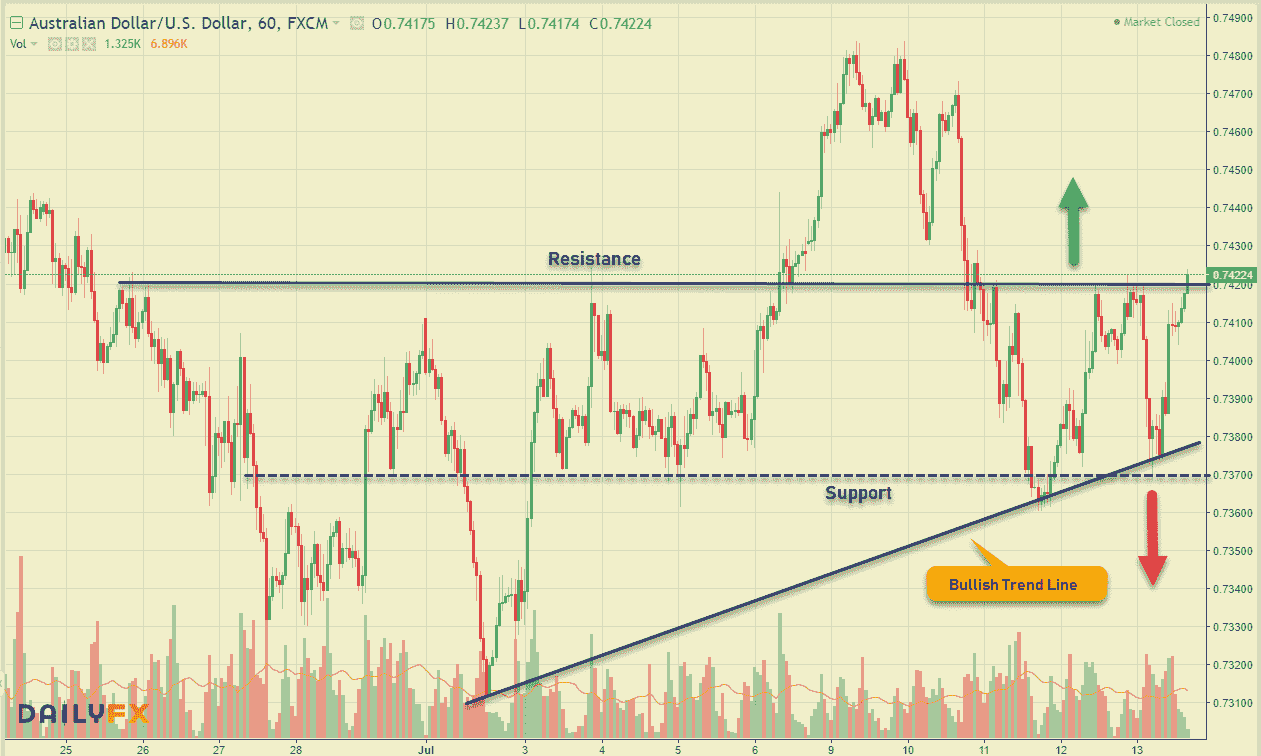 Australian Dollar/U.S. Dollar, 60, FXCM O0.74175 H0.74237 L0.74174 C0.74224
Market Closed
Vol 1.325K 6.896K
0.74900
0.74800
0.74700
0.74600
0.74500
0.74400
0.74300
Resistance
0.74224
0.74200
0.74100
0.74000
0.73900
0.73800
0.73700
Support
0.73600
0.73500
Bullish Trend Line
0.73400
0.73300
0.73200
0.73100
DAILYFX
25 26 27 28 Jul 3 4 5 6 9 10 11 12 13